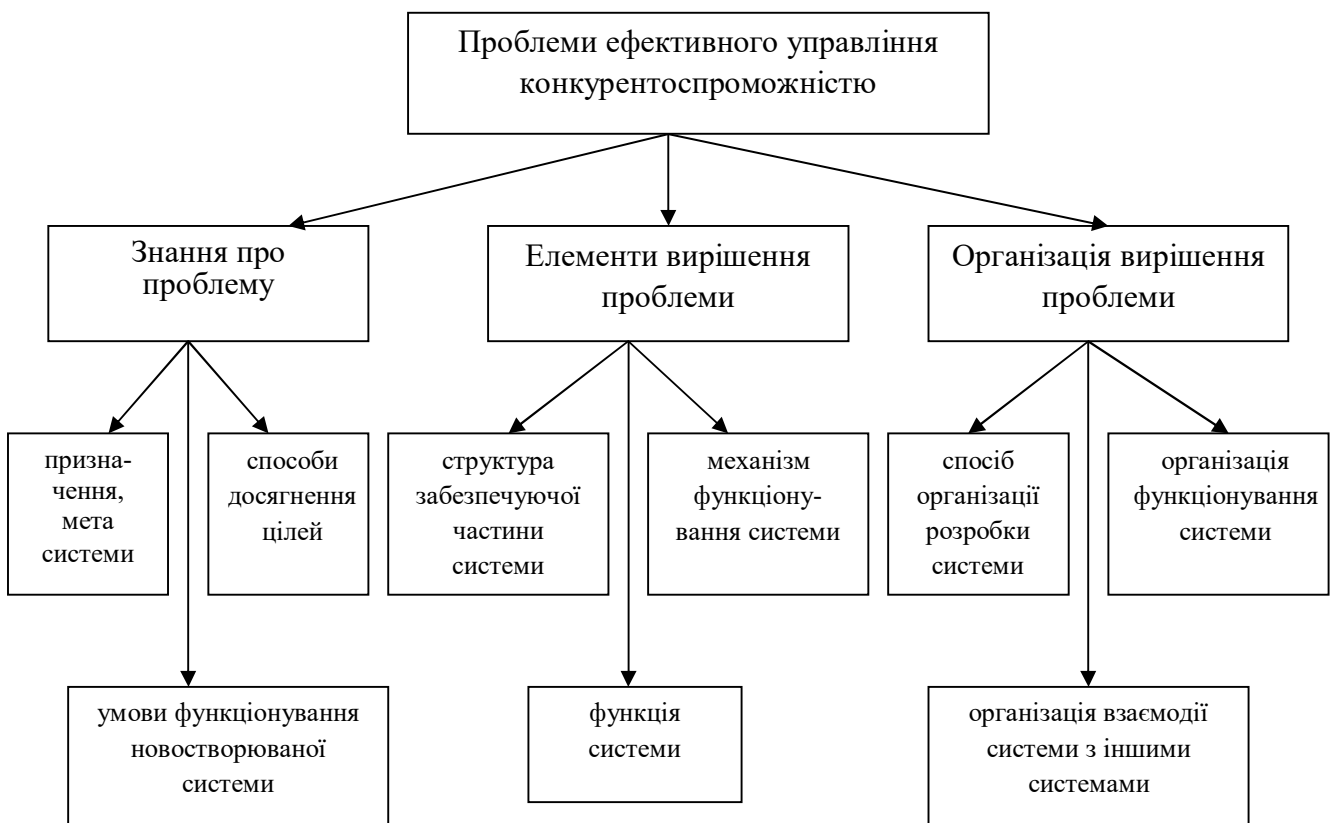 Проблеми ефективного управління
конкурентоспроможністю
Знання про
проблему
Елементи вирішення
проблеми
Організація вирішення
проблеми
призна-
чення,
мета
системи
способи
досягнення
цілей
структура
забезпечуючої
частини
системи
механізм
функціону-
вання системи
спосіб
організації
розробки
системи
організація
функціонування
системи
умови функціонування
новостворюваної
системи
функція
системи
організація взаємодії
системи з іншими
системами